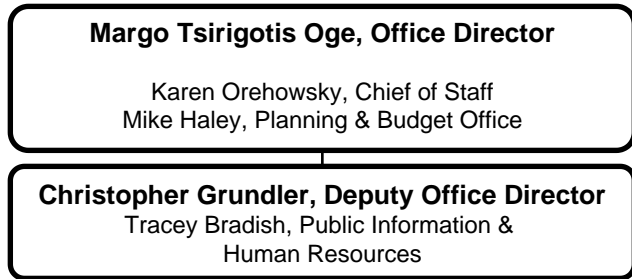 Margo Tsirigotis Oge, Office Director
Karen Orehowsky, Chief of Staff
Mike Haley, Planning & Budget Office
Christopher Grundler, Deputy Office Director
Tracey Bradish, Public Information &
Human Resources